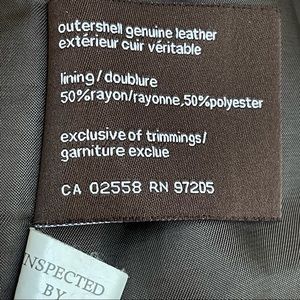 outershell genuine leather
extérieur cuir véritable
lining/doublure
50%rayon/rayonne,50%polyester
exclusive of trimmings/
garniture exclue
CA 02558 RN 97205
NSPECTED
BY